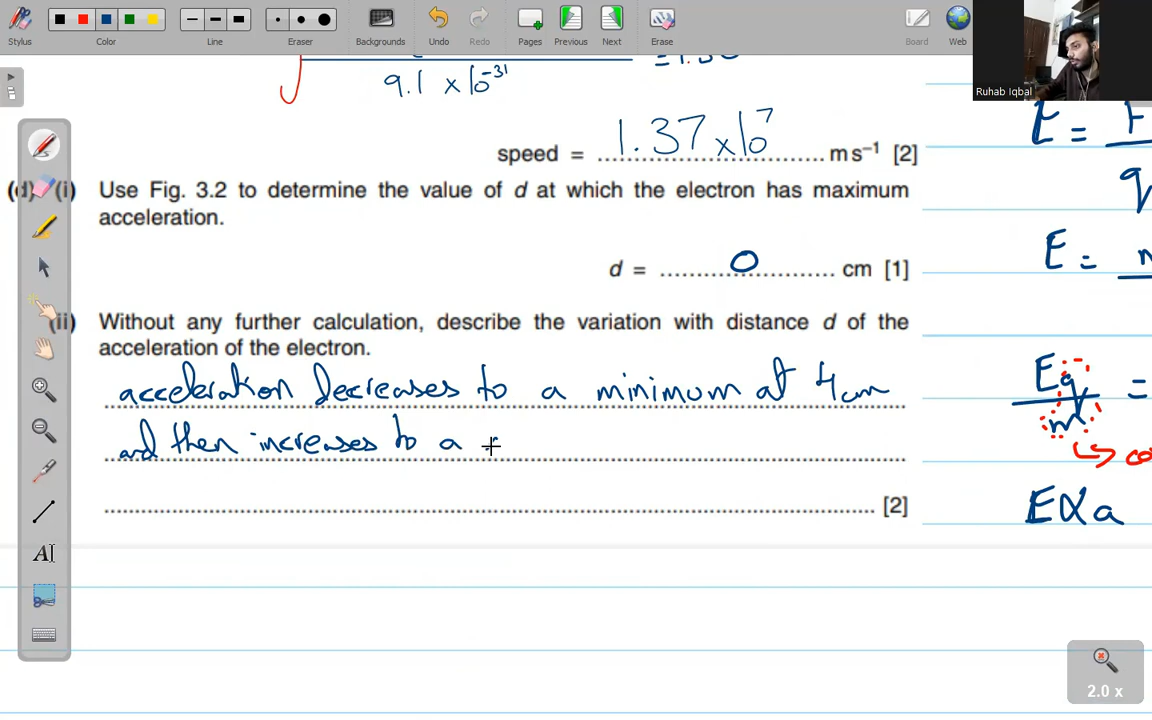 Stylus Color Line Eraser Backgrounds Undo Redo Pages Previous Next Erase Board Web
Ruhab Iqbal
9.1 x10⁻³¹
speed = 1.37 x10⁷ m s⁻¹ [2]
E =
q
(d) (i) Use Fig. 3.2 to determine the value of d at which the electron has maximum
acceleration.
d = 0 cm [1]
E =
(ii) Without any further calculation, describe the variation with distance d of the
acceleration of the electron.
acceleration decreases to a minimum at 4cm
Eq =
m
and then increases to a
E∝a
[2]
2.0 x